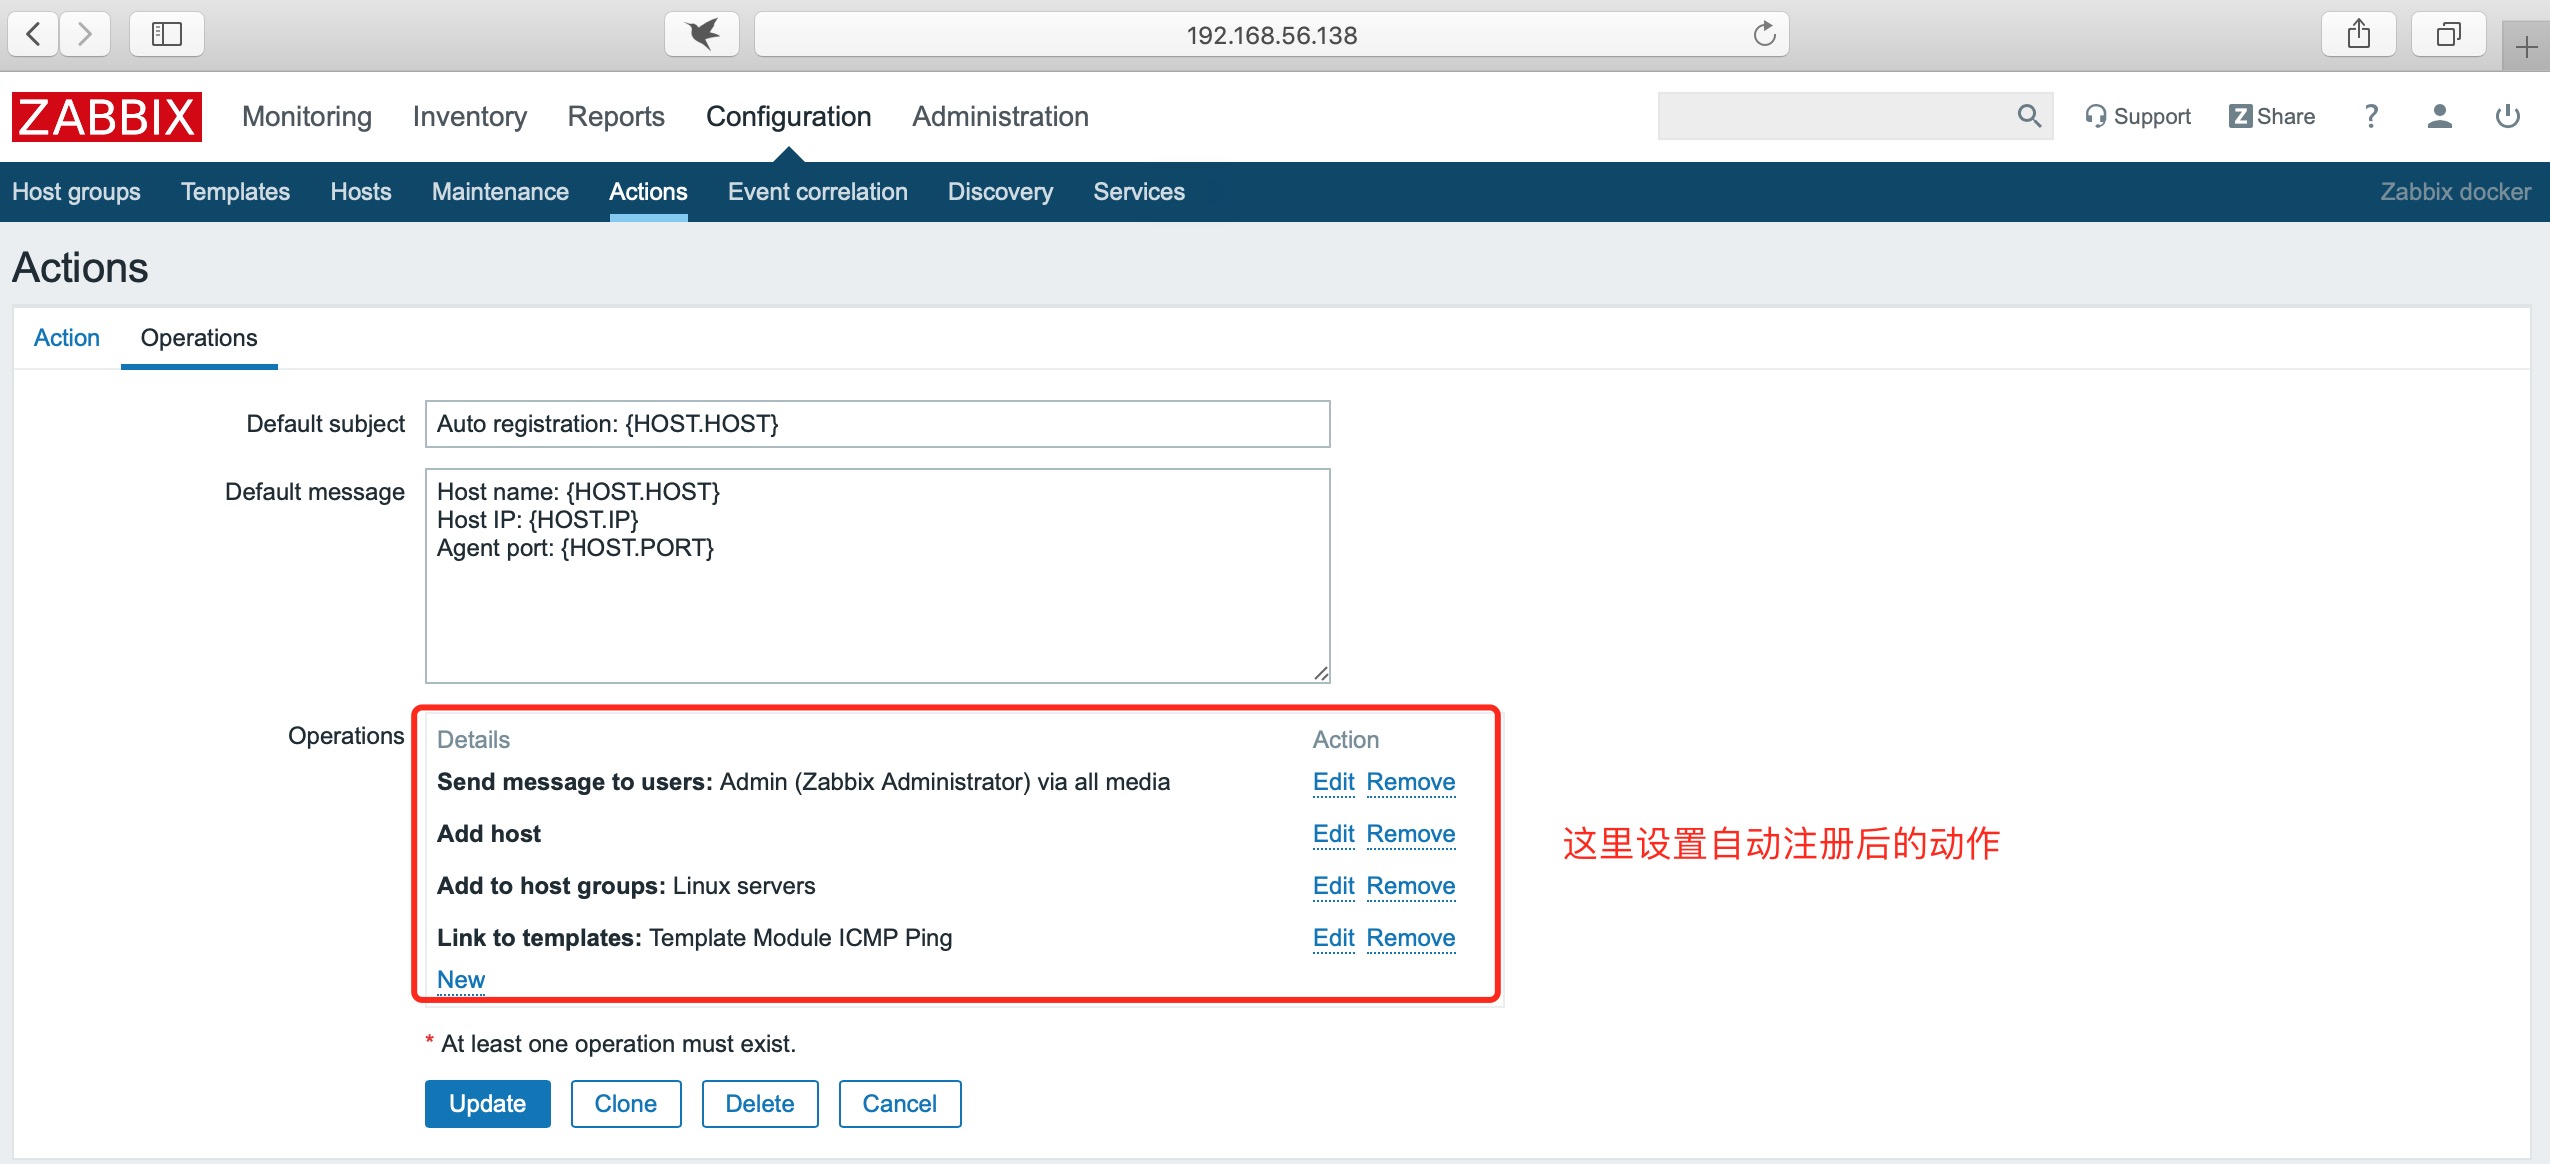 192.168.56.138
ZABBIX Monitoring Inventory Reports Configuration Administration Support Z Share ?
Host groups Templates Hosts Maintenance Actions Event correlation Discovery Services Zabbix docker
Actions
Action Operations
Default subject Auto registration: {HOST.HOST}
Default message Host name: {HOST.HOST}
Host IP: {HOST.IP}
Agent port: {HOST.PORT}
Operations Details Action
Send message to users: Admin (Zabbix Administrator) via all media Edit Remove
Add host Edit Remove
这里设置自动注册后的动作
Add to host groups: Linux servers Edit Remove
Link to templates: Template Module ICMP Ping Edit Remove
New
* At least one operation must exist.
Update Clone Delete Cancel